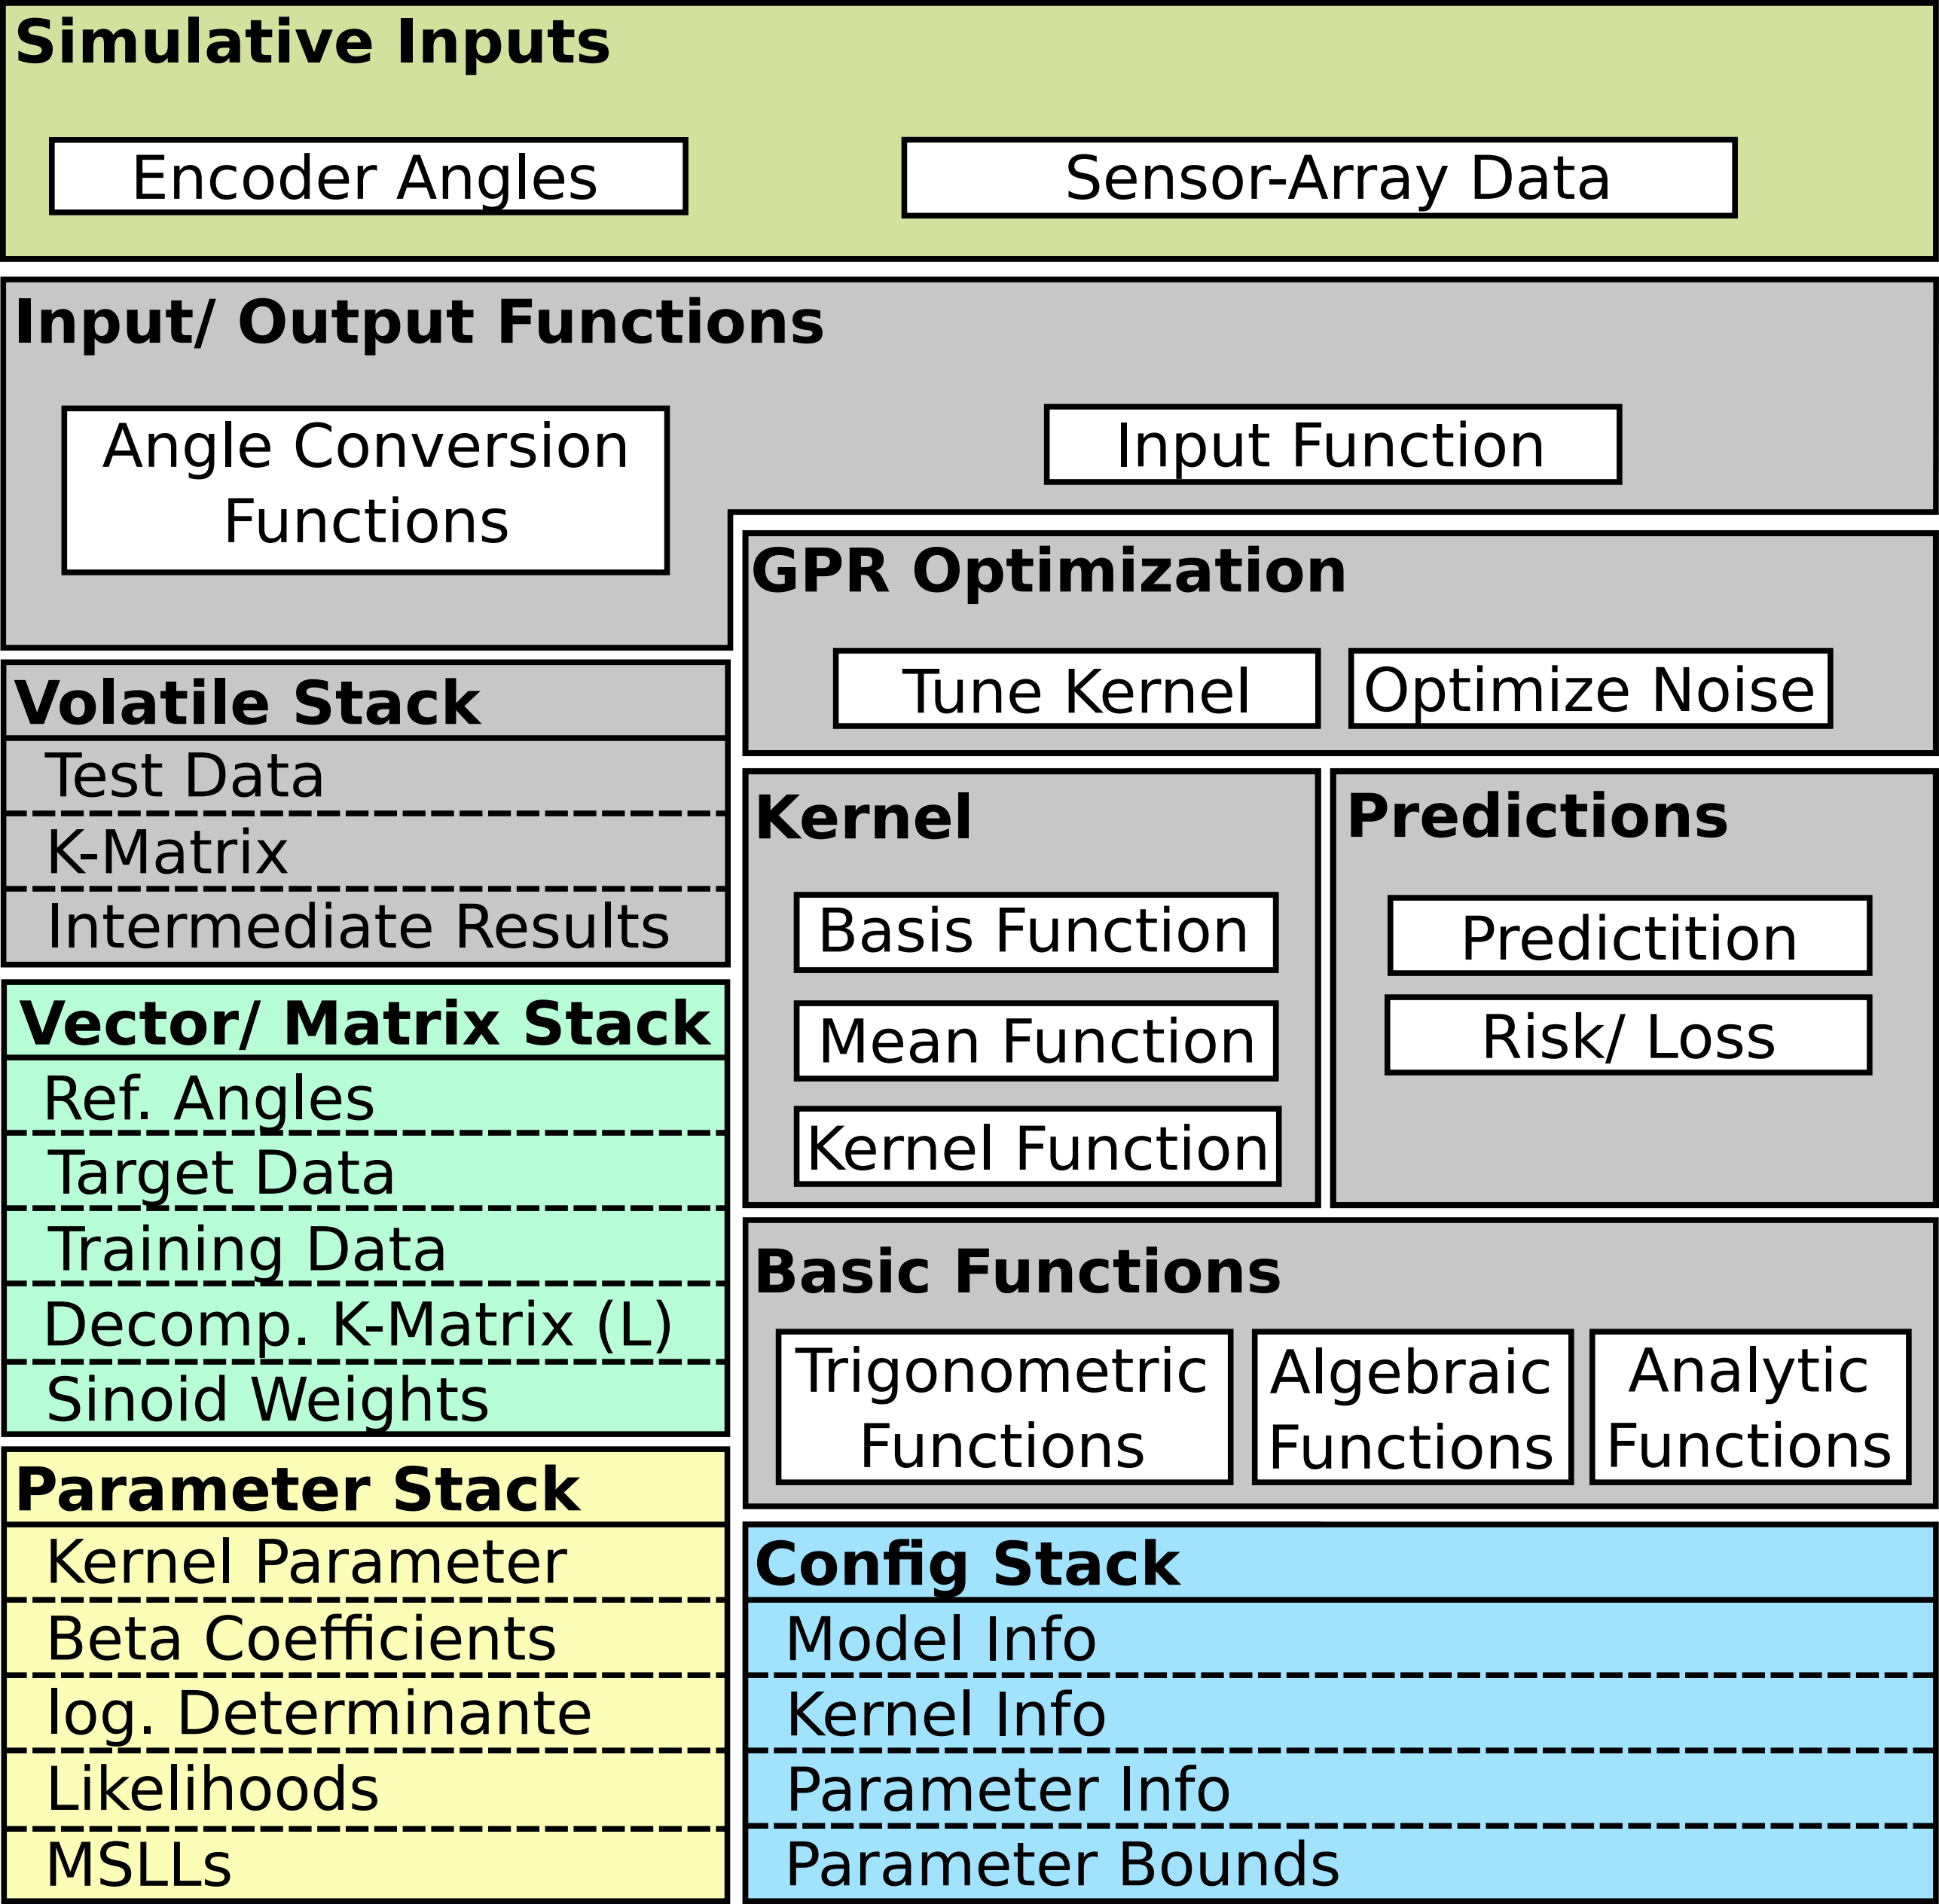 Simulative Inputs
Encoder Angles
Sensor-Array Data
Input/ Output Functions
Angle Conversion
Functions
Input Function
GPR Optimization
Tune Kernel
Optimize Noise
Volatile Stack
Test Data
K-Matrix
Intermediate Results
Kernel
Basis Function
Mean Function
Kernel Function
Predictions
Predictition
Risk/ Loss
Vector/ Matrix Stack
Ref. Angles
Target Data
Training Data
Decomp. K-Matrix (L)
Sinoid Weights
Basic Functions
Trigonometric
Functions
Algebraic
Functions
Analytic
Functions
Parameter Stack
Kernel Parameter
Beta Coefficients
log. Determinante
Likelihoods
MSLLs
Config Stack
Model Info
Kernel Info
Parameter Info
Parameter Bounds